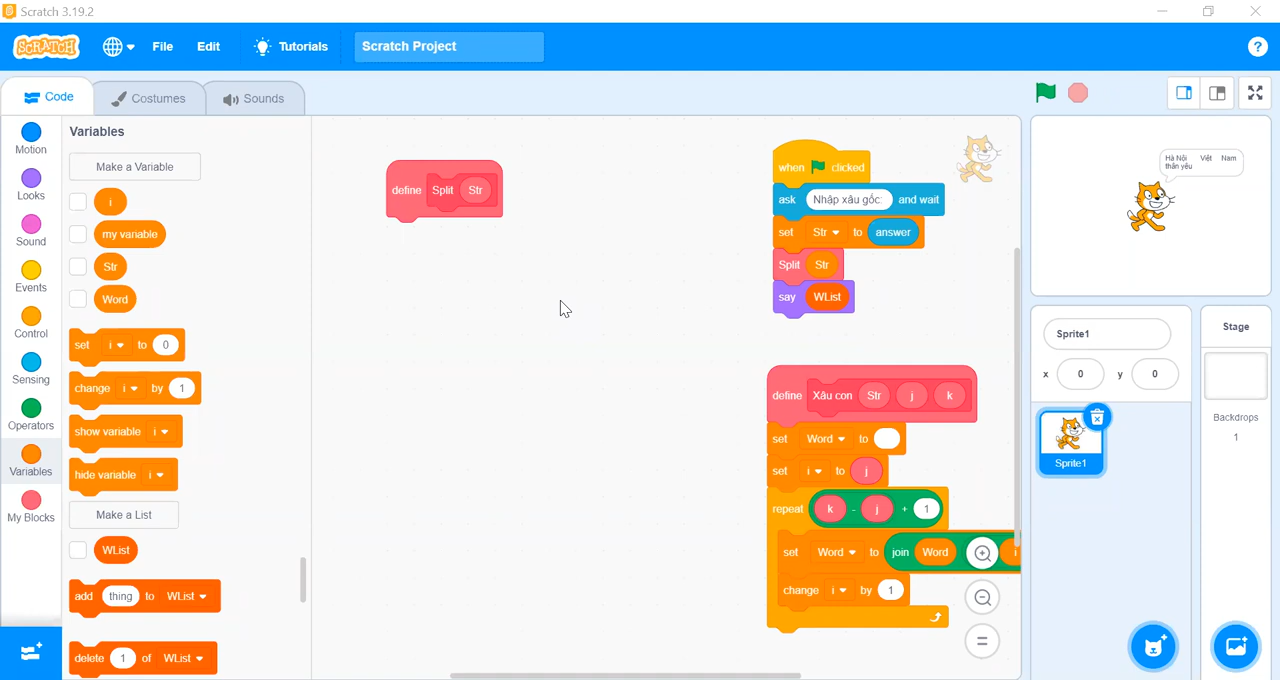 Scratch 3.19.2
SCRATCH File Edit Tutorials Scratch Project ?
Code Costumes Sounds
Motion
Looks
Sound
Events
Control
Sensing
Operators
Variables
My Blocks
Variables
Make a Variable
i
my variable
Str
Word
set i to 0
change i by 1
show variable i
hide variable i
Make a List
WList
add thing to WList
delete 1 of WList
define Split Str
when clicked
ask Nhập xâu gốc: and wait
set Str to answer
Split Str
say WList
define Xâu con Str j k
set Word to
set i to j
repeat k - j + 1
set Word to join Word i
change i by 1
Hà Nội Việt Nam
thân yêu
Sprite1
x 0 y 0
Sprite1
Stage
Backdrops
1